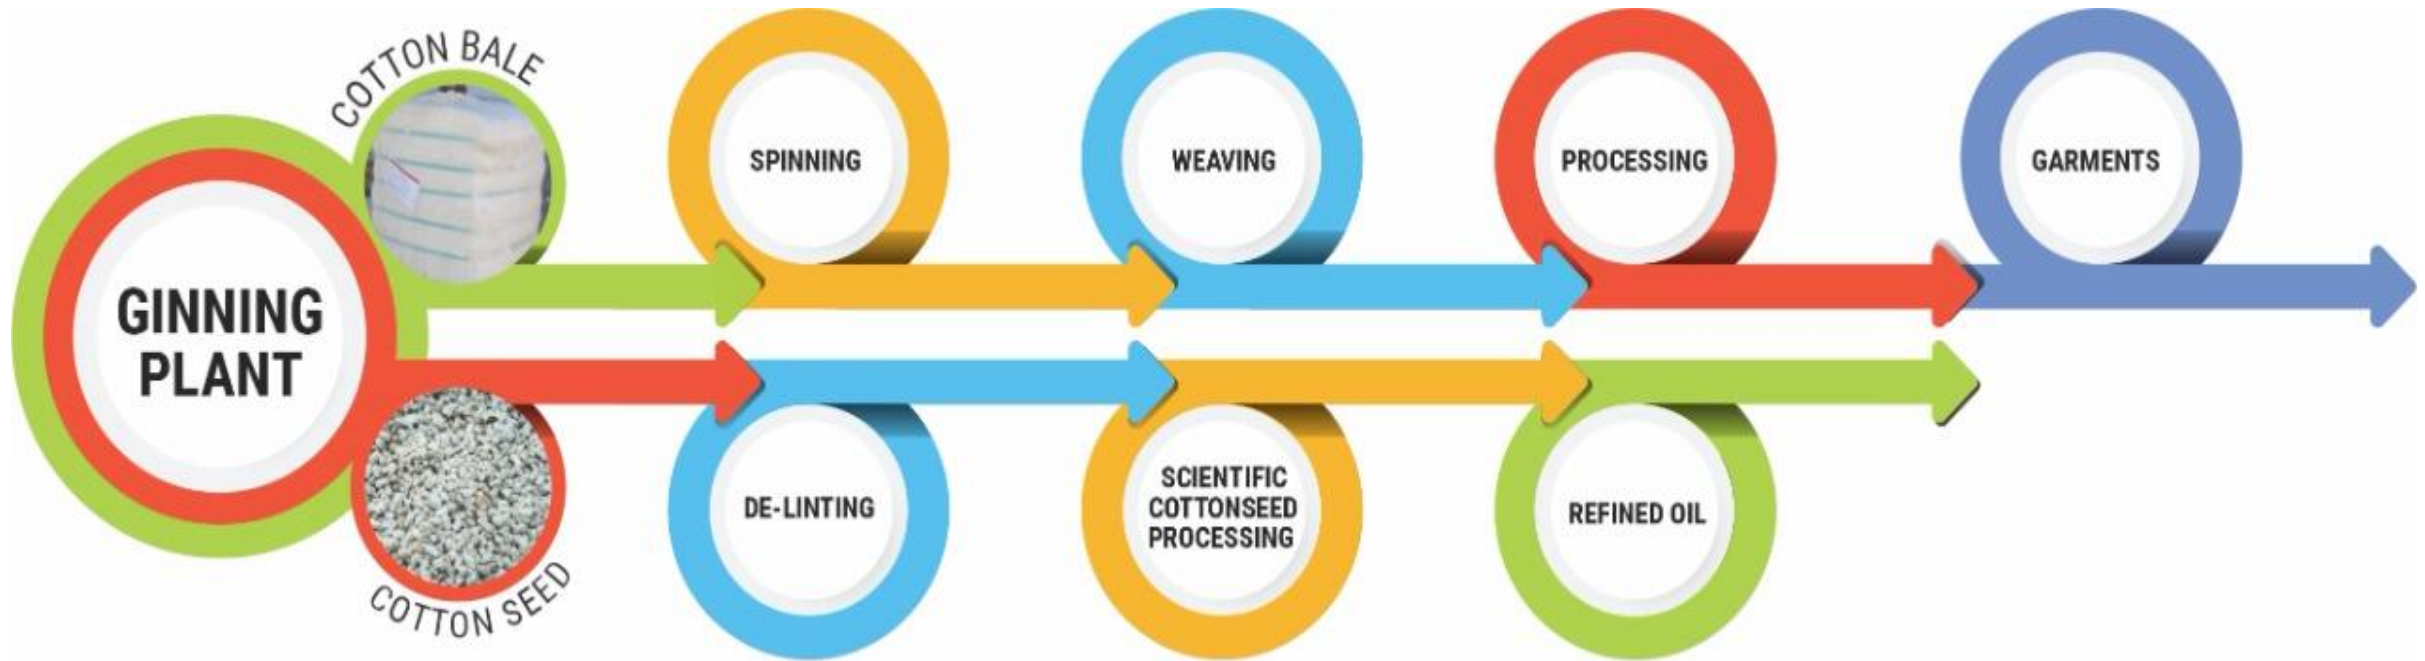 COTTON BALE
SPINNING
WEAVING
PROCESSING
GARMENTS
GINNING
PLANT
DE-LINTING
SCIENTIFIC
COTTONSEED
PROCESSING
REFINED OIL
COTTON SEED